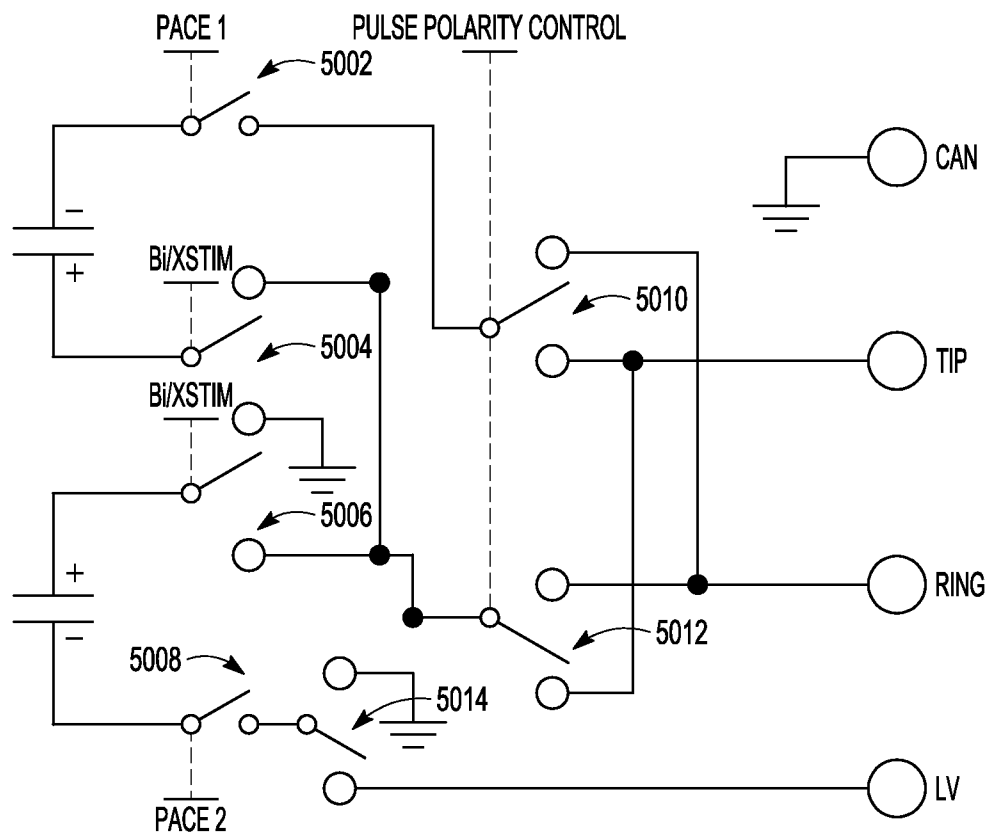 PACE 1
PULSE POLARITY CONTROL
5002
CAN
−
+
Bi/XSTIM
5010
5004
TIP
Bi/XSTIM
5006
+
−
RING
5012
5008
5014
LV
PACE 2